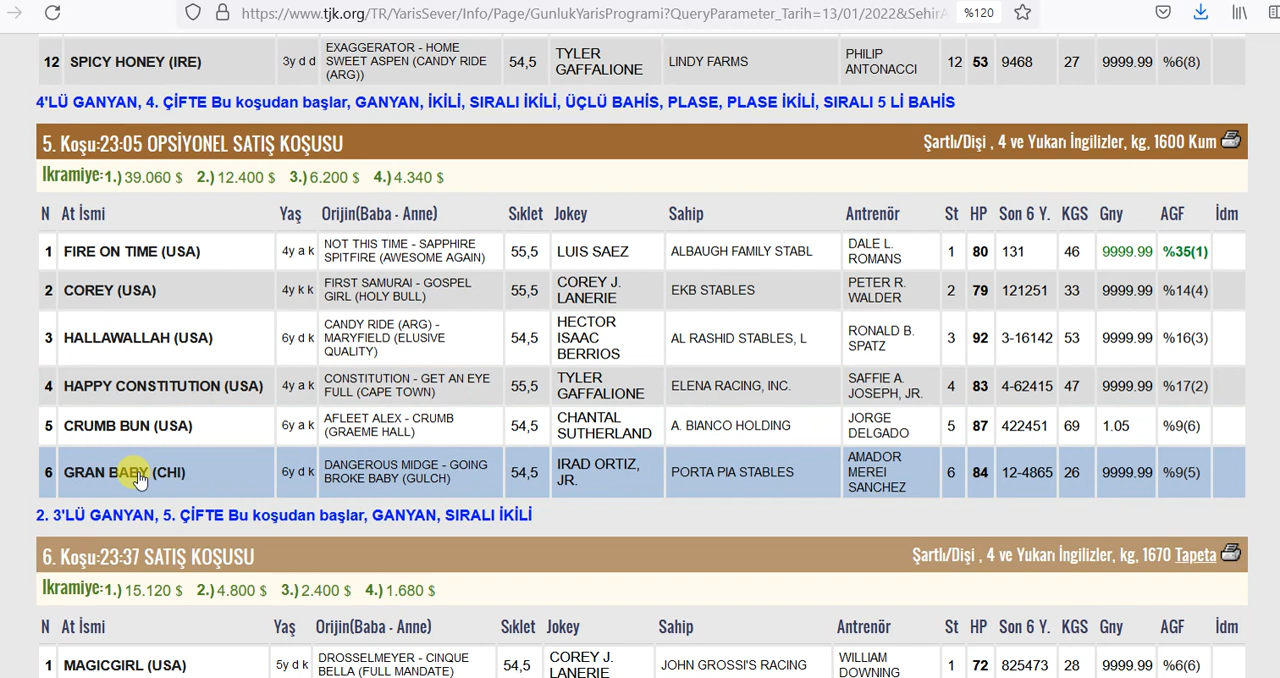 https://www.tjk.org/TR/YarisSever/Info/Page/GunlukYarisProgrami?QueryParameter_Tarih=13/01/2022&SehirA %120
12 SPICY HONEY (IRE) 3y d d EXAGGERATOR - HOME SWEET ASPEN (CANDY RIDE (ARG)) 54,5 TYLER GAFFALIONE LINDY FARMS PHILIP ANTONACCI 12 53 9468 27 9999.99 %6(8)
4'LÜ GANYAN, 4. ÇİFTE Bu koşudan başlar, GANYAN, İKİLİ, SIRALI İKİLİ, ÜÇLÜ BAHİS, PLASE, PLASE İKİLİ, SIRALI 5 Lİ BAHİS
5. Koşu:23:05 OPSİYONEL SATIŞ KOŞUSU Şartlı/Dişi , 4 ve Yukarı İngilizler, kg, 1600 Kum
Ikramiye:1.) 39.060 $ 2.) 12.400 $ 3.) 6.200 $ 4.) 4.340 $
N At İsmi Yaş Orijin(Baba - Anne) Sıklet Jokey Sahip Antrenör St HP Son 6 Y. KGS Gny AGF İdm
1 FIRE ON TIME (USA) 4y a k NOT THIS TIME - SAPPHIRE SPITFIRE (AWESOME AGAIN) 55,5 LUIS SAEZ ALBAUGH FAMILY STABL DALE L. ROMANS 1 80 131 46 9999.99 %35(1)
2 COREY (USA) 4y k k FIRST SAMURAI - GOSPEL GIRL (HOLY BULL) 55,5 COREY J. LANERIE EKB STABLES PETER R. WALDER 2 79 121251 33 9999.99 %14(4)
3 HALLAWALLAH (USA) 6y d k CANDY RIDE (ARG) - MARYFIELD (ELUSIVE QUALITY) 54,5 HECTOR ISAAC BERRIOS AL RASHID STABLES, L RONALD B. SPATZ 3 92 3-16142 53 9999.99 %16(3)
4 HAPPY CONSTITUTION (USA) 4y a k CONSTITUTION - GET AN EYE FULL (CAPE TOWN) 55,5 TYLER GAFFALIONE ELENA RACING, INC. SAFFIE A. JOSEPH, JR. 4 83 4-62415 47 9999.99 %17(2)
5 CRUMB BUN (USA) 6y a k AFLEET ALEX - CRUMB (GRAEME HALL) 54,5 CHANTAL SUTHERLAND A. BIANCO HOLDING JORGE DELGADO 5 87 422451 69 1.05 %9(6)
6 GRAN BABY (CHI) 6y d k DANGEROUS MIDGE - GOING BROKE BABY (GULCH) 54,5 IRAD ORTIZ, JR. PORTA PIA STABLES AMADOR MEREI SANCHEZ 6 84 12-4865 26 9999.99 %9(5)
2. 3'LÜ GANYAN, 5. ÇİFTE Bu koşudan başlar, GANYAN, SIRALI İKİLİ
6. Koşu:23:37 SATIŞ KOŞUSU Şartlı/Dişi , 4 ve Yukarı İngilizler, kg, 1670 Tapeta
Ikramiye:1.) 15.120 $ 2.) 4.800 $ 3.) 2.400 $ 4.) 1.680 $
N At İsmi Yaş Orijin(Baba - Anne) Sıklet Jokey Sahip Antrenör St HP Son 6 Y. KGS Gny AGF İdm
1 MAGICGIRL (USA) 5y d k DROSSELMEYER - CINQUE BELLA (FULL MANDATE) 54,5 COREY J. LANERIE JOHN GROSSI'S RACING WILLIAM DOWNING 1 72 825473 28 9999.99 %6(6)